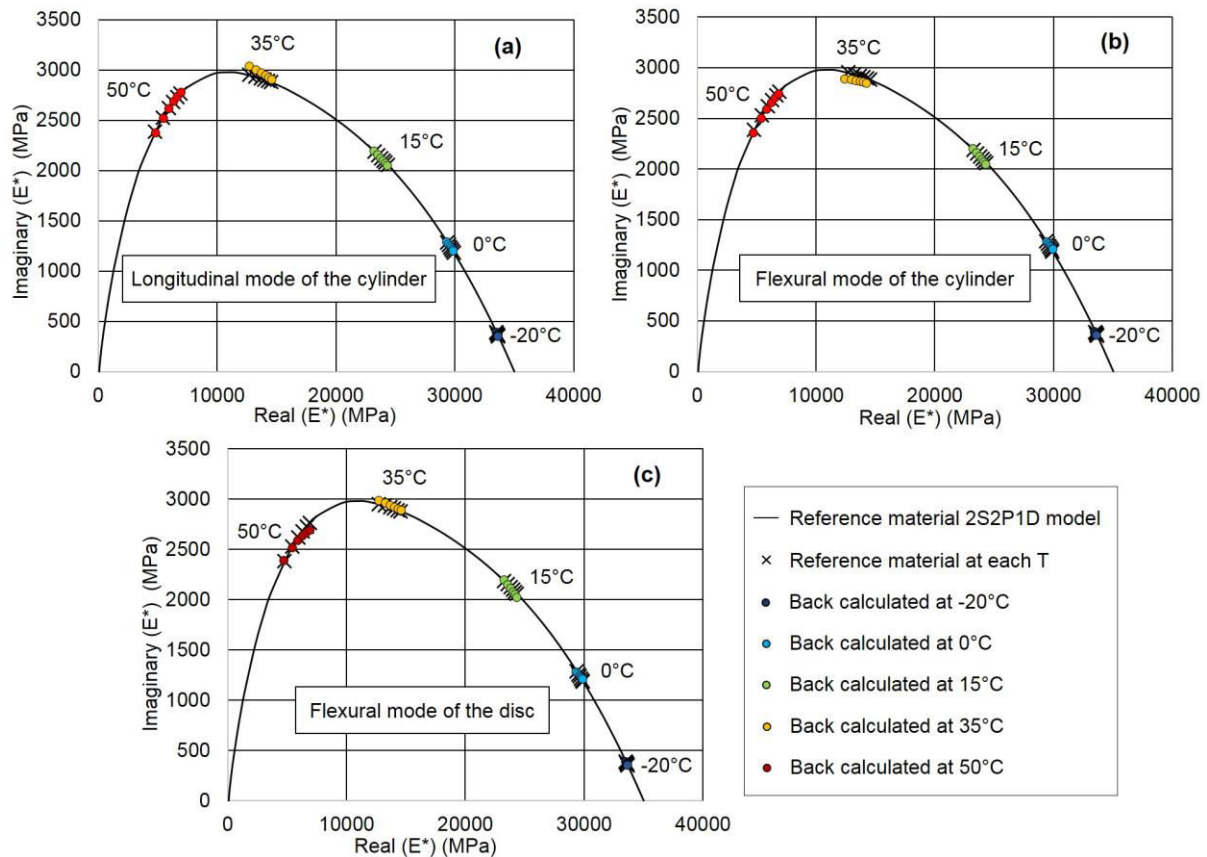 (a)
3500
3000
2500
2000
1500
1000
500
0
Imaginary (E*) (MPa)
35°C
50°C
15°C
0°C
-20°C
Longitudinal mode of the cylinder
0 10000 20000 30000 40000
Real (E*) (MPa)
(b)
3500
3000
2500
2000
1500
1000
500
0
Imaginary (E*) (MPa)
35°C
50°C
15°C
0°C
-20°C
Flexural mode of the cylinder
0 10000 20000 30000 40000
Real (E*) (MPa)
(c)
3500
3000
2500
2000
1500
1000
500
0
Imaginary (E*) (MPa)
35°C
50°C
15°C
0°C
-20°C
Flexural mode of the disc
0 10000 20000 30000 40000
Real (E*) (MPa)
Reference material 2S2P1D model
Reference material at each T
Back calculated at -20°C
Back calculated at 0°C
Back calculated at 15°C
Back calculated at 35°C
Back calculated at 50°C